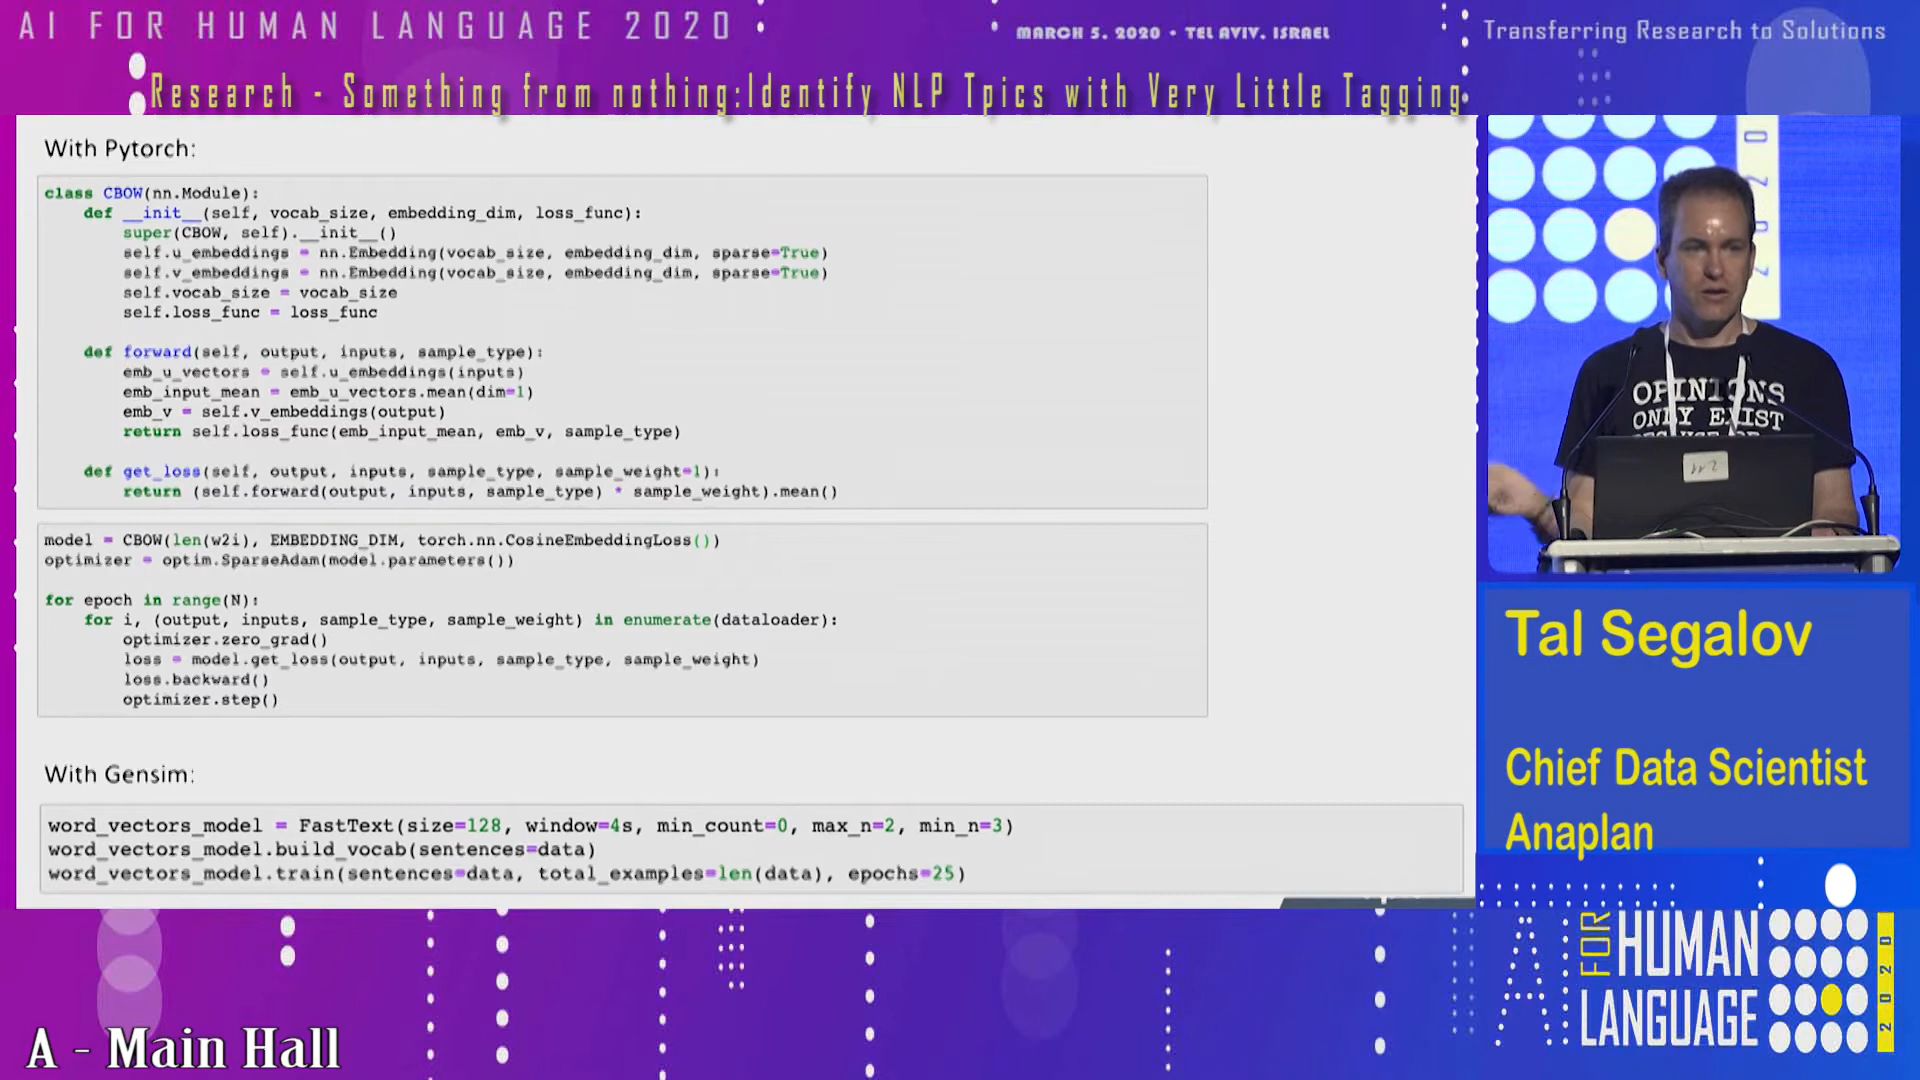 AI FOR HUMAN LANGUAGE 2020
MARCH 5. 2020 • TEL AVIV. ISRAEL
Transferring Research to Solutions
Research - Something from nothing:Identify NLP Tpics with Very Little Tagging
With Pytorch:
class CBOW(nn.Module):
    def __init__(self, vocab_size, embedding_dim, loss_func):
        super(CBOW, self).__init__()
        self.u_embeddings = nn.Embedding(vocab_size, embedding_dim, sparse=True)
        self.v_embeddings = nn.Embedding(vocab_size, embedding_dim, sparse=True)
        self.vocab_size = vocab_size
        self.loss_func = loss_func
    def forward(self, output, inputs, sample_type):
        emb_u_vectors = self.u_embeddings(inputs)
        emb_input_mean = emb_u_vectors.mean(dim=1)
        emb_v = self.v_embeddings(output)
        return self.loss_func(emb_input_mean, emb_v, sample_type)
    def get_loss(self, output, inputs, sample_type, sample_weight=1):
        return (self.forward(output, inputs, sample_type) * sample_weight).mean()
model = CBOW(len(w2i), EMBEDDING_DIM, torch.nn.CosineEmbeddingLoss())
optimizer = optim.SparseAdam(model.parameters())
for epoch in range(N):
    for i, (output, inputs, sample_type, sample_weight) in enumerate(dataloader):
        optimizer.zero_grad()
        loss = model.get_loss(output, inputs, sample_type, sample_weight)
        loss.backward()
        optimizer.step()
With Gensim:
word_vectors_model = FastText(size=128, window=4s, min_count=0, max_n=2, min_n=3)
word_vectors_model.build_vocab(sentences=data)
word_vectors_model.train(sentences=data, total_examples=len(data), epochs=25)
OPINIONS
ONLY EXIST
Tal Segalov
Chief Data Scientist
Anaplan
AI FOR HUMAN
LANGUAGE
2020
A - Main Hall